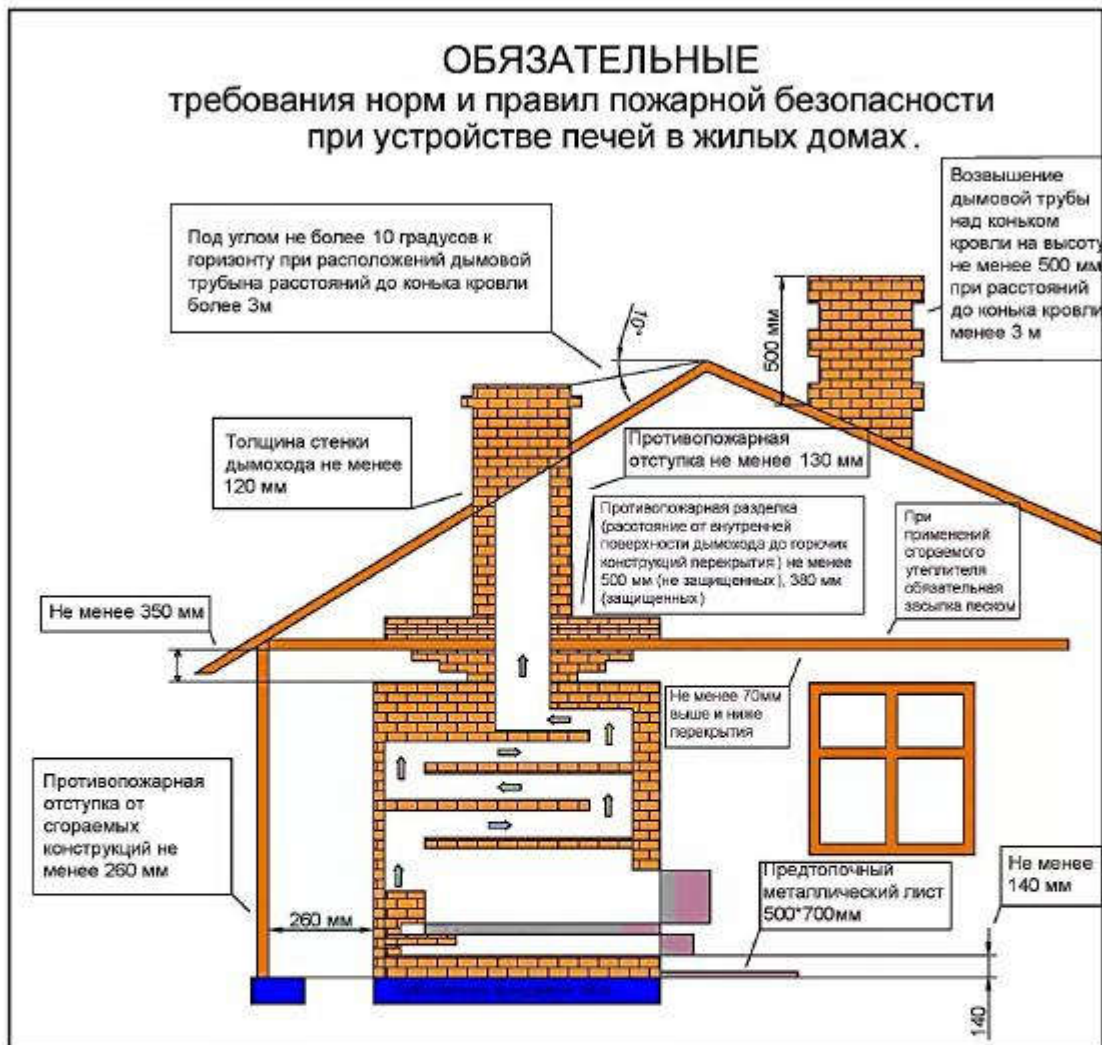 ОБЯЗАТЕЛЬНЫЕ
требования норм и правил пожарной безопасности
при устройстве печей в жилых домах.
Возвышение
дымовой трубы
над коньком
кровли на высоту
не менее 500 мм
при расстояний
до конька кровли
менее 3 м
Под углом не более 10 градусов к
горизонту при расположений дымовой
трубына расстояний до конька кровли
более 3м
10°
500 мм
Толщина стенки
дымохода не менее
120 мм
Противопожарная
отступка не менее 130 мм
Противопожарная разделка
(расстояние от внутренней
поверхности дымохода до горючих
конструкций перекрытия) не менее
500 мм (не защищенных), 380 мм
(защищенных)
При
применений
сгораемого
утеплителя
обязательная
засыпка песком
Не менее 350 мм
Не менее 70мм
выше и ниже
перекрытия
Противопожарная
отступка от
сгораемых
конструкций не
менее 260 мм
260 мм
Предтопочный
металлический лист
500*700мм
Не менее
140 мм
140